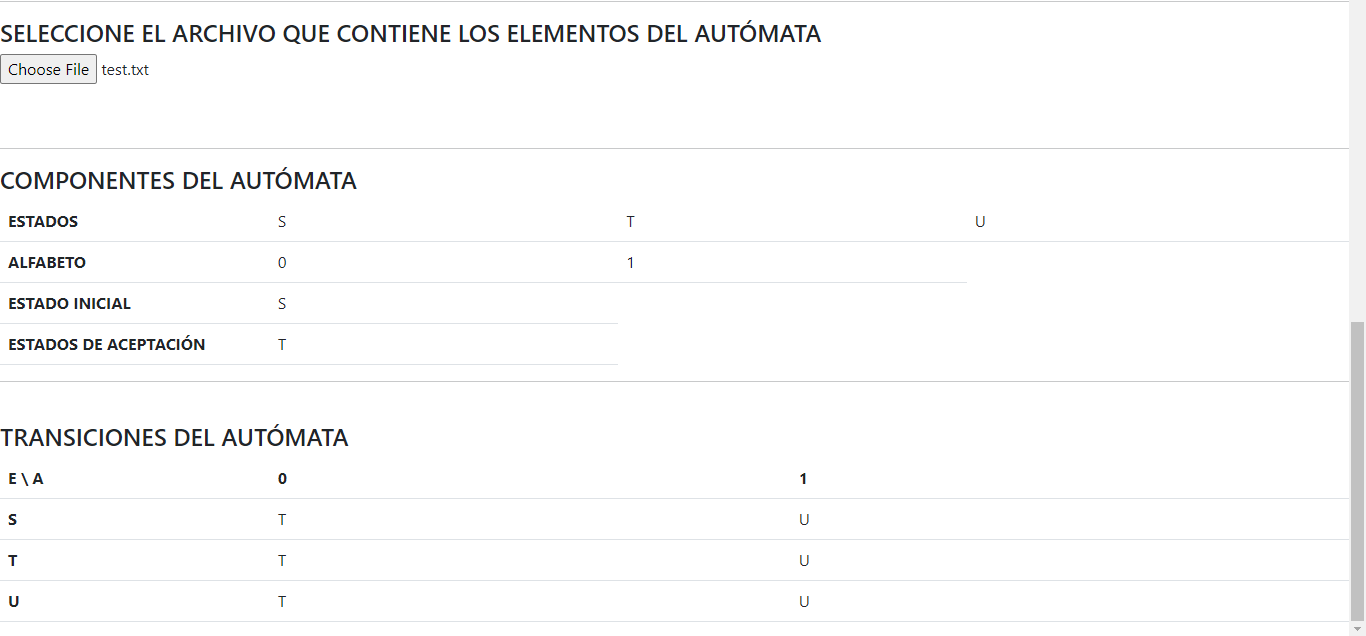 SELECCIONE EL ARCHIVO QUE CONTIENE LOS ELEMENTOS DEL AUTÓMATA
Choose File test.txt
COMPONENTES DEL AUTÓMATA
ESTADOS S T U
ALFABETO 0 1
ESTADO INICIAL S
ESTADOS DE ACEPTACIÓN T
TRANSICIONES DEL AUTÓMATA
E \ A 0 1
S T U
T T U
U T U